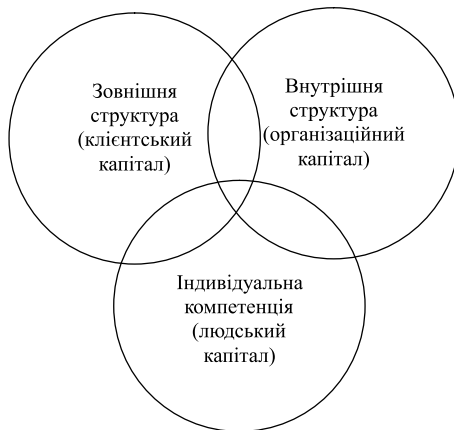 Зовнішня
структура
(клієнтський
капітал)
Внутрішня
структура
(організаційний
капітал)
Індивідуальна
компетенція
(людський
капітал)